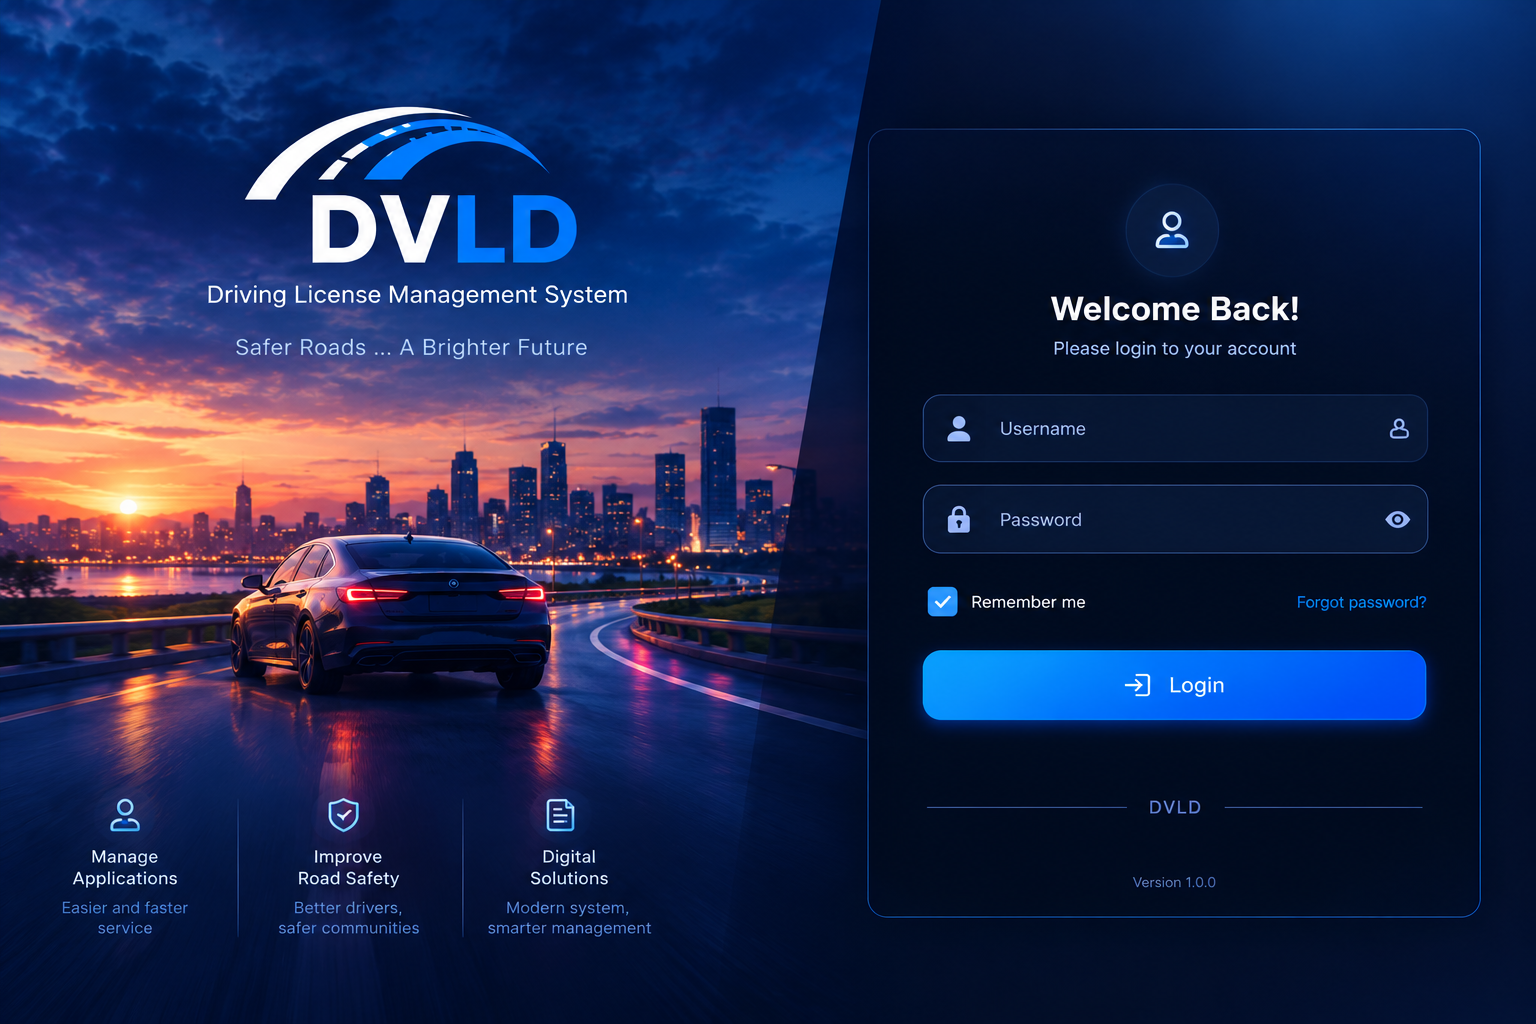 DVLD
Driving License Management System
Safer Roads ... A Brighter Future
Manage
Applications
Easier and faster
service
Improve
Road Safety
Better drivers,
safer communities
Digital
Solutions
Modern system,
smarter management
Welcome Back!
Please login to your account
Username
Password
Remember me
Forgot password?
Login
DVLD
Version 1.0.0